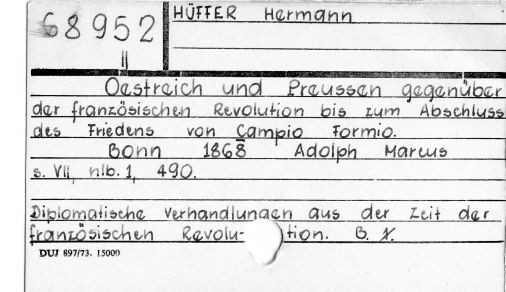 68952
II
HÜFFER Hermann
Oestreich und Preussen gegenüber
der französischen Revolution bis zum Abschluss
des Friedens von Campio Formio.
Bonn 1868 Adolph Marcus
s. VII, nlb. 1, 490.
Diplomatische Verhandlungen aus der Zeit der
französischen Revolu- tion. B. 1.
DUJ 897/73. 15000